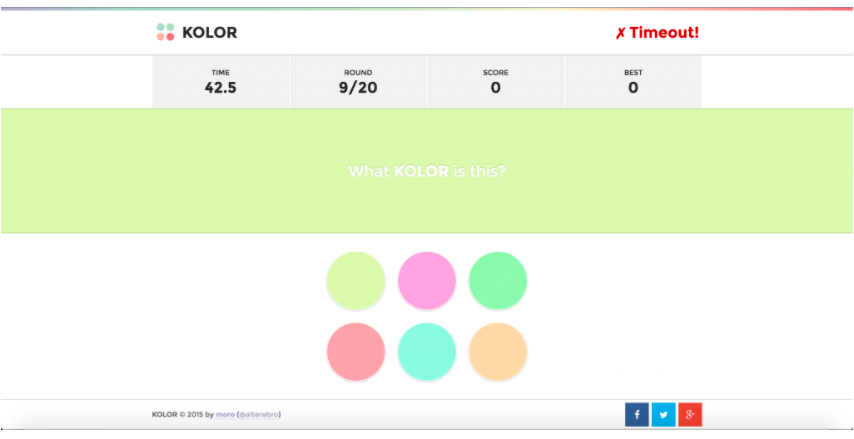 KOLOR
✗ Timeout!
TIME
42.5
ROUND
9/20
SCORE
0
BEST
0
What KOLOR is this?
KOLOR © 2015 by moro (@alterebro)